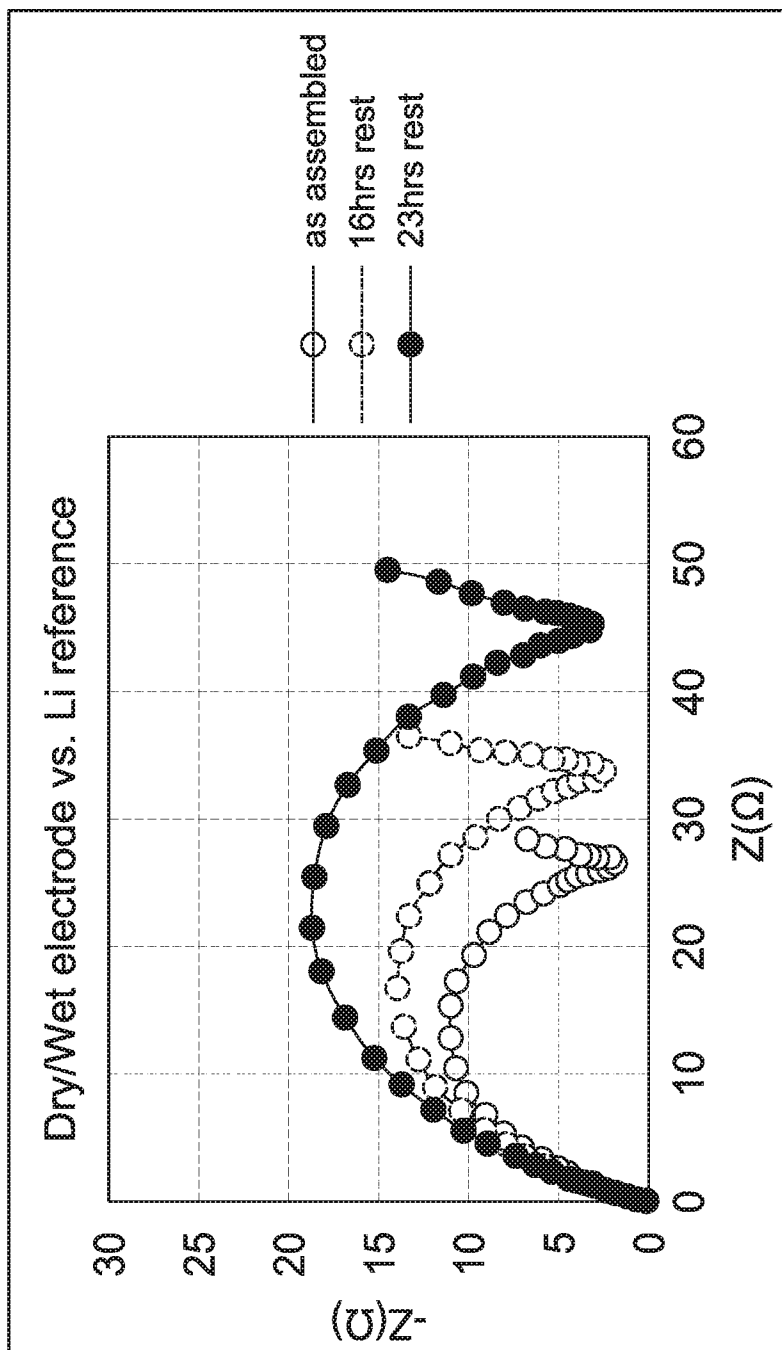 Dry/Wet electrode vs. Li reference
-Z(Ω)
30
25
20
15
10
5
0
0
10
20
30
40
50
60
Z(Ω)
as assembled
16hrs rest
23hrs rest